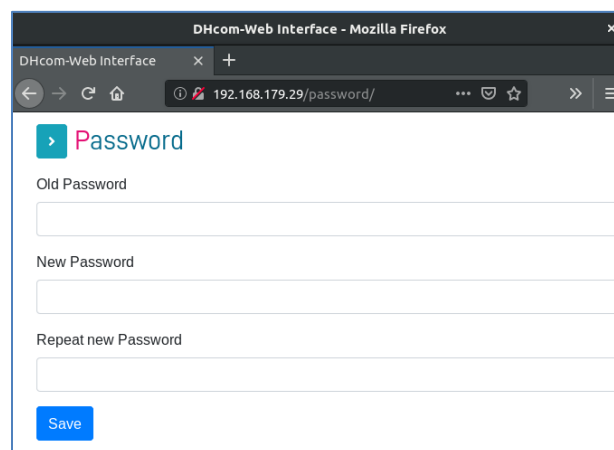 DHcom-Web Interface - Mozilla Firefox
DHcom-Web Interface
192.168.179.29/password/
Password
Old Password
New Password
Repeat new Password
Save